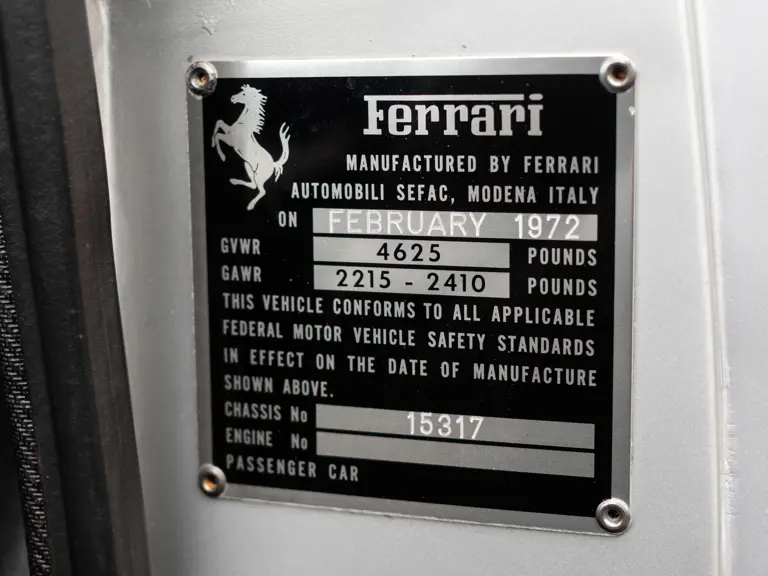 Ferrari
MANUFACTURED BY FERRARI
AUTOMOBILI SEFAC, MODENA ITALY
ON FEBRUARY 1972
GVWR 4625 POUNDS
GAWR 2215 - 2410 POUNDS
THIS VEHICLE CONFORMS TO ALL APPLICABLE
FEDERAL MOTOR VEHICLE SAFETY STANDARDS
IN EFFECT ON THE DATE OF MANUFACTURE
SHOWN ABOVE.
CHASSIS No 15317
ENGINE No
PASSENGER CAR